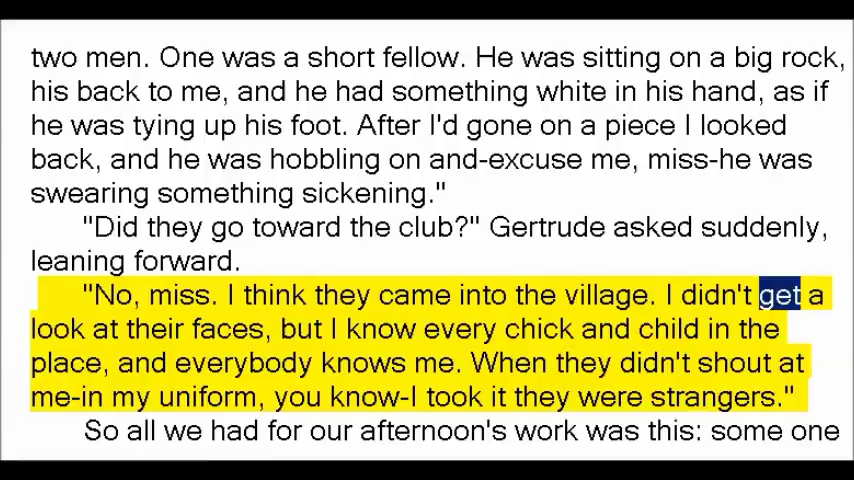 two men. One was a short fellow. He was sitting on a big rock,
his back to me, and he had something white in his hand, as if
he was tying up his foot. After I'd gone on a piece I looked
back, and he was hobbling on and-excuse me, miss-he was
swearing something sickening."
"Did they go toward the club?" Gertrude asked suddenly,
leaning forward.
"No, miss. I think they came into the village. I didn't get a
look at their faces, but I know every chick and child in the
place, and everybody knows me. When they didn't shout at
me-in my uniform, you know-I took it they were strangers."
So all we had for our afternoon's work was this: some one